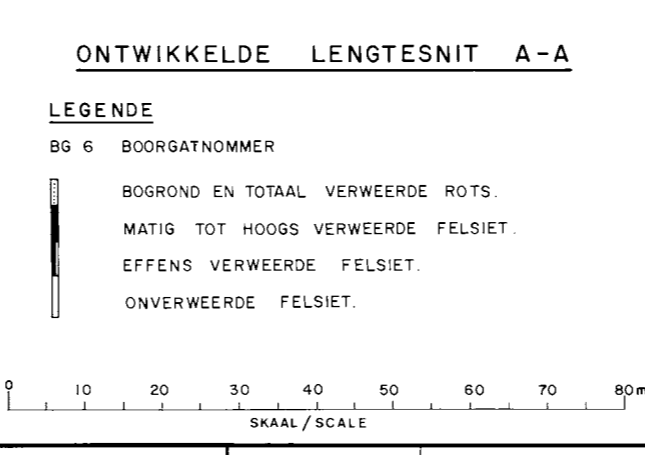 ONTWIKKELDE LENGTESNIT A-A
LEGENDE
BG 6 BOORGATNOMMER
BOGROND EN TOTAAL VERWEERDE ROTS.
MATIG TOT HOOGS VERWEERDE FELSIET.
EFFENS VERWEERDE FELSIET.
ONVERWEERDE FELSIET.
0 10 20 30 40 50 60 70 80m
SKAAL/SCALE